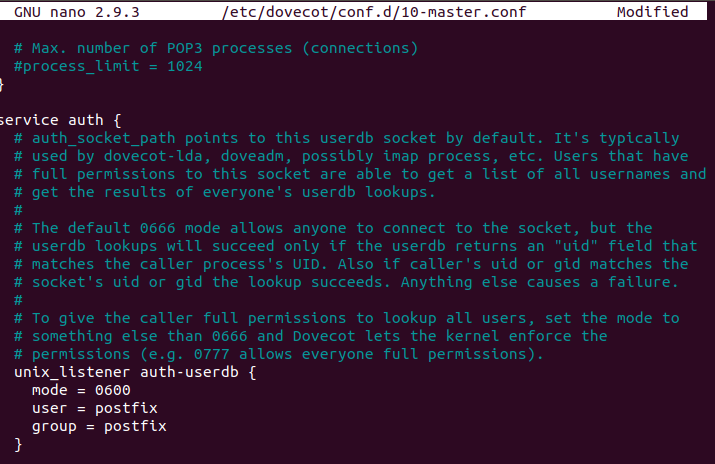 GNU nano 2.9.3 /etc/dovecot/conf.d/10-master.conf Modified
# Max. number of POP3 processes (connections)
#process_limit = 1024
}
service auth {
# auth_socket_path points to this userdb socket by default. It's typically
# used by dovecot-lda, doveadm, possibly imap process, etc. Users that have
# full permissions to this socket are able to get a list of all usernames and
# get the results of everyone's userdb lookups.
#
# The default 0666 mode allows anyone to connect to the socket, but the
# userdb lookups will succeed only if the userdb returns an "uid" field that
# matches the caller process's UID. Also if caller's uid or gid matches the
# socket's uid or gid the lookup succeeds. Anything else causes a failure.
#
# To give the caller full permissions to lookup all users, set the mode to
# something else than 0666 and Dovecot lets the kernel enforce the
# permissions (e.g. 0777 allows everyone full permissions).
unix_listener auth-userdb {
mode = 0600
user = postfix
group = postfix
}